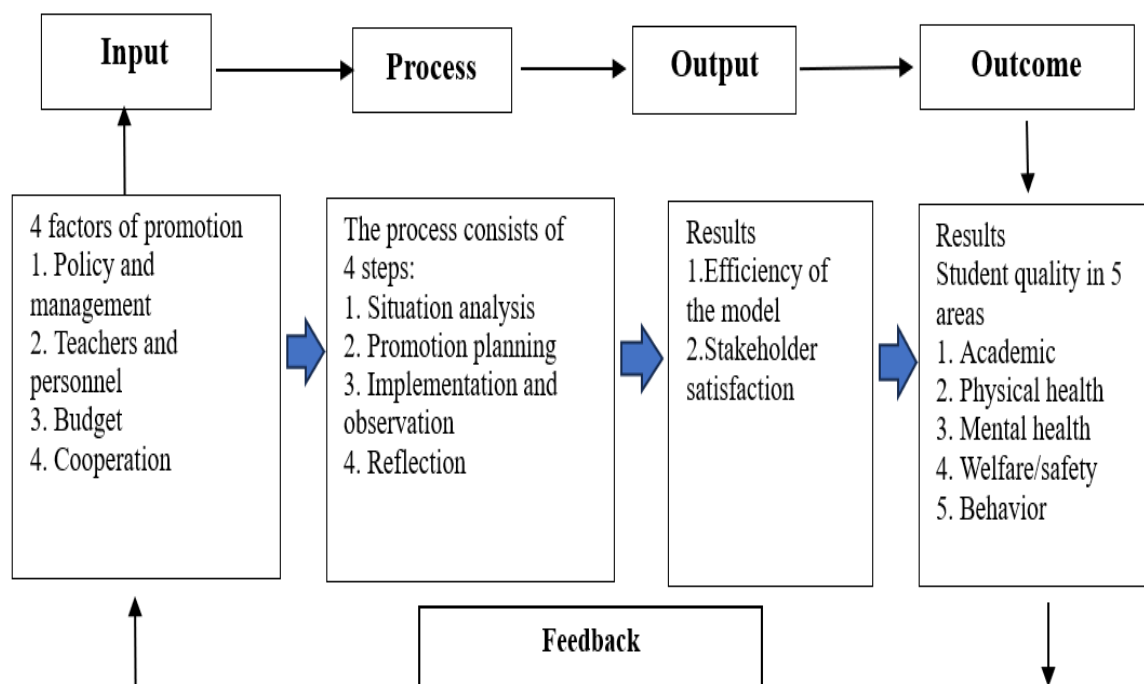 Input
Process
Output
Outcome
4 factors of promotion
1. Policy and
management
2. Teachers and
personnel
3. Budget
4. Cooperation
The process consists of
4 steps:
1. Situation analysis
2. Promotion planning
3. Implementation and
observation
4. Reflection
Results
1.Efficiency of
the model
2.Stakeholder
satisfaction
Results
Student quality in 5
areas
1. Academic
2. Physical health
3. Mental health
4. Welfare/safety
5. Behavior
Feedback